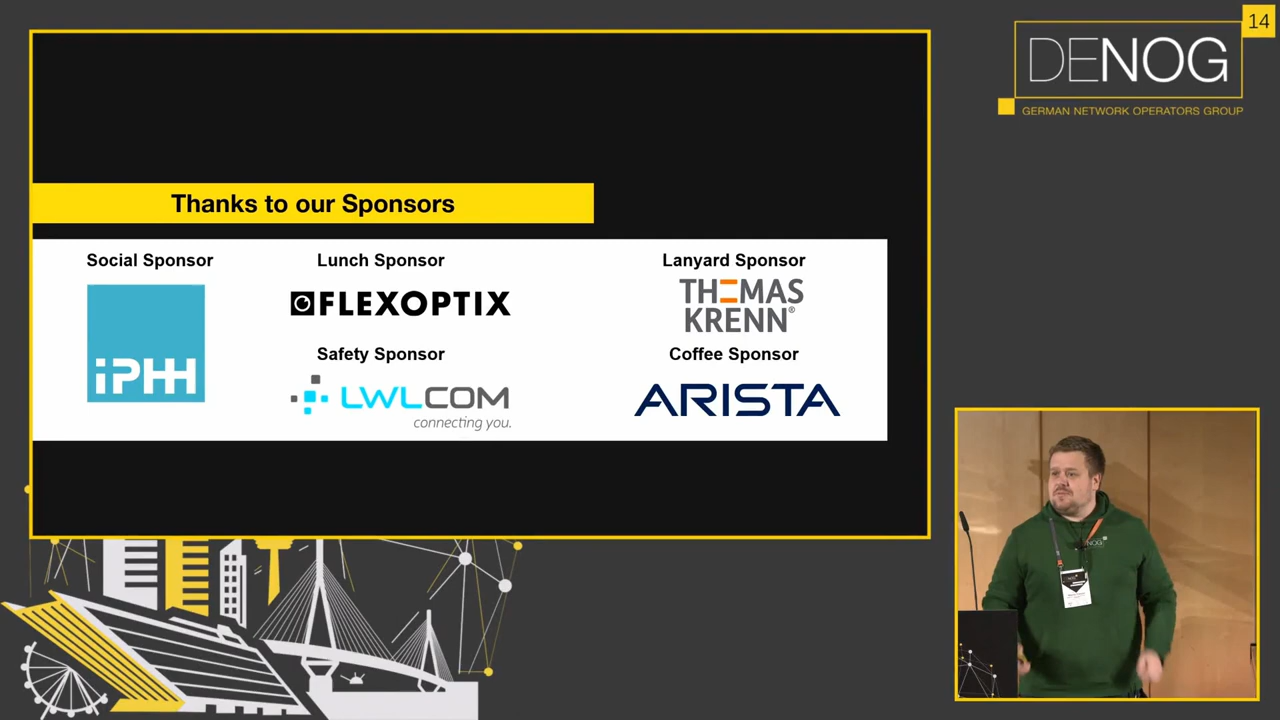 14
DENOG
GERMAN NETWORK OPERATORS GROUP
Thanks to our Sponsors
Social Sponsor
Lunch Sponsor
Lanyard Sponsor
iPHH
FLEXOPTIX
THOMAS
KRENN®
Safety Sponsor
Coffee Sponsor
LWLCOM
connecting you.
ARISTA